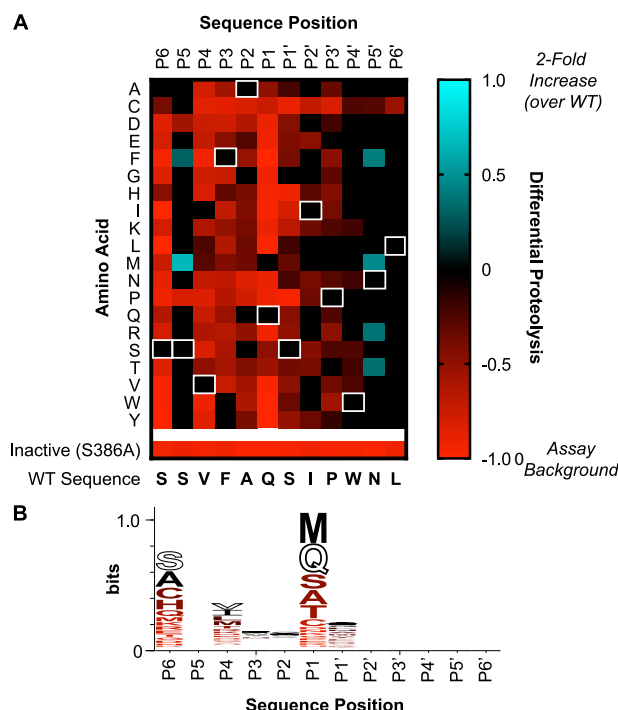 Sequence Position
A
P6 P5 P4 P3 P2 P1 P1' P2' P3' P4' P5' P6'
2-Fold
Increase
(over WT)
Amino Acid
A
C
D
E
F
G
H
I
K
L
M
N
P
Q
R
S
T
V
W
Y
1.0
0.5
0
-0.5
-1.0 0
Differential Proteolysis
Assay
Background
Inactive (S386A)
WT Sequence S S V F A Q S I P W N L
B
bits
1.0
0
S
A
C
H
M
Q
S
A
T
C
P6 P5 P4 P3 P2 P1 P1' P2' P3' P4' P5' P6'
Sequence Position